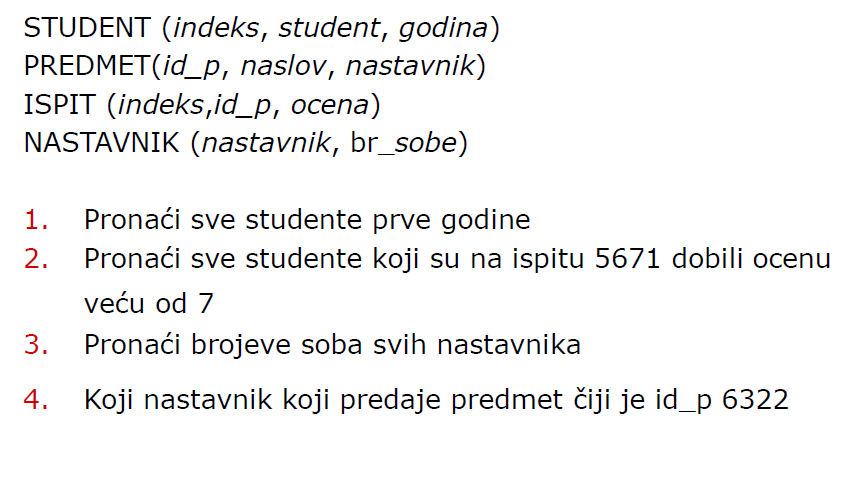 STUDENT (indeks, student, godina)
PREDMET(id_p, naslov, nastavnik)
ISPIT (indeks,id_p, ocena)
NASTAVNIK (nastavnik, br_sobe)
1. Pronaći sve studente prve godine
2. Pronaći sve studente koji su na ispitu 5671 dobili ocenu
veću od 7
3. Pronaći brojeve soba svih nastavnika
4. Koji nastavnik koji predaje predmet čiji je id_p 6322